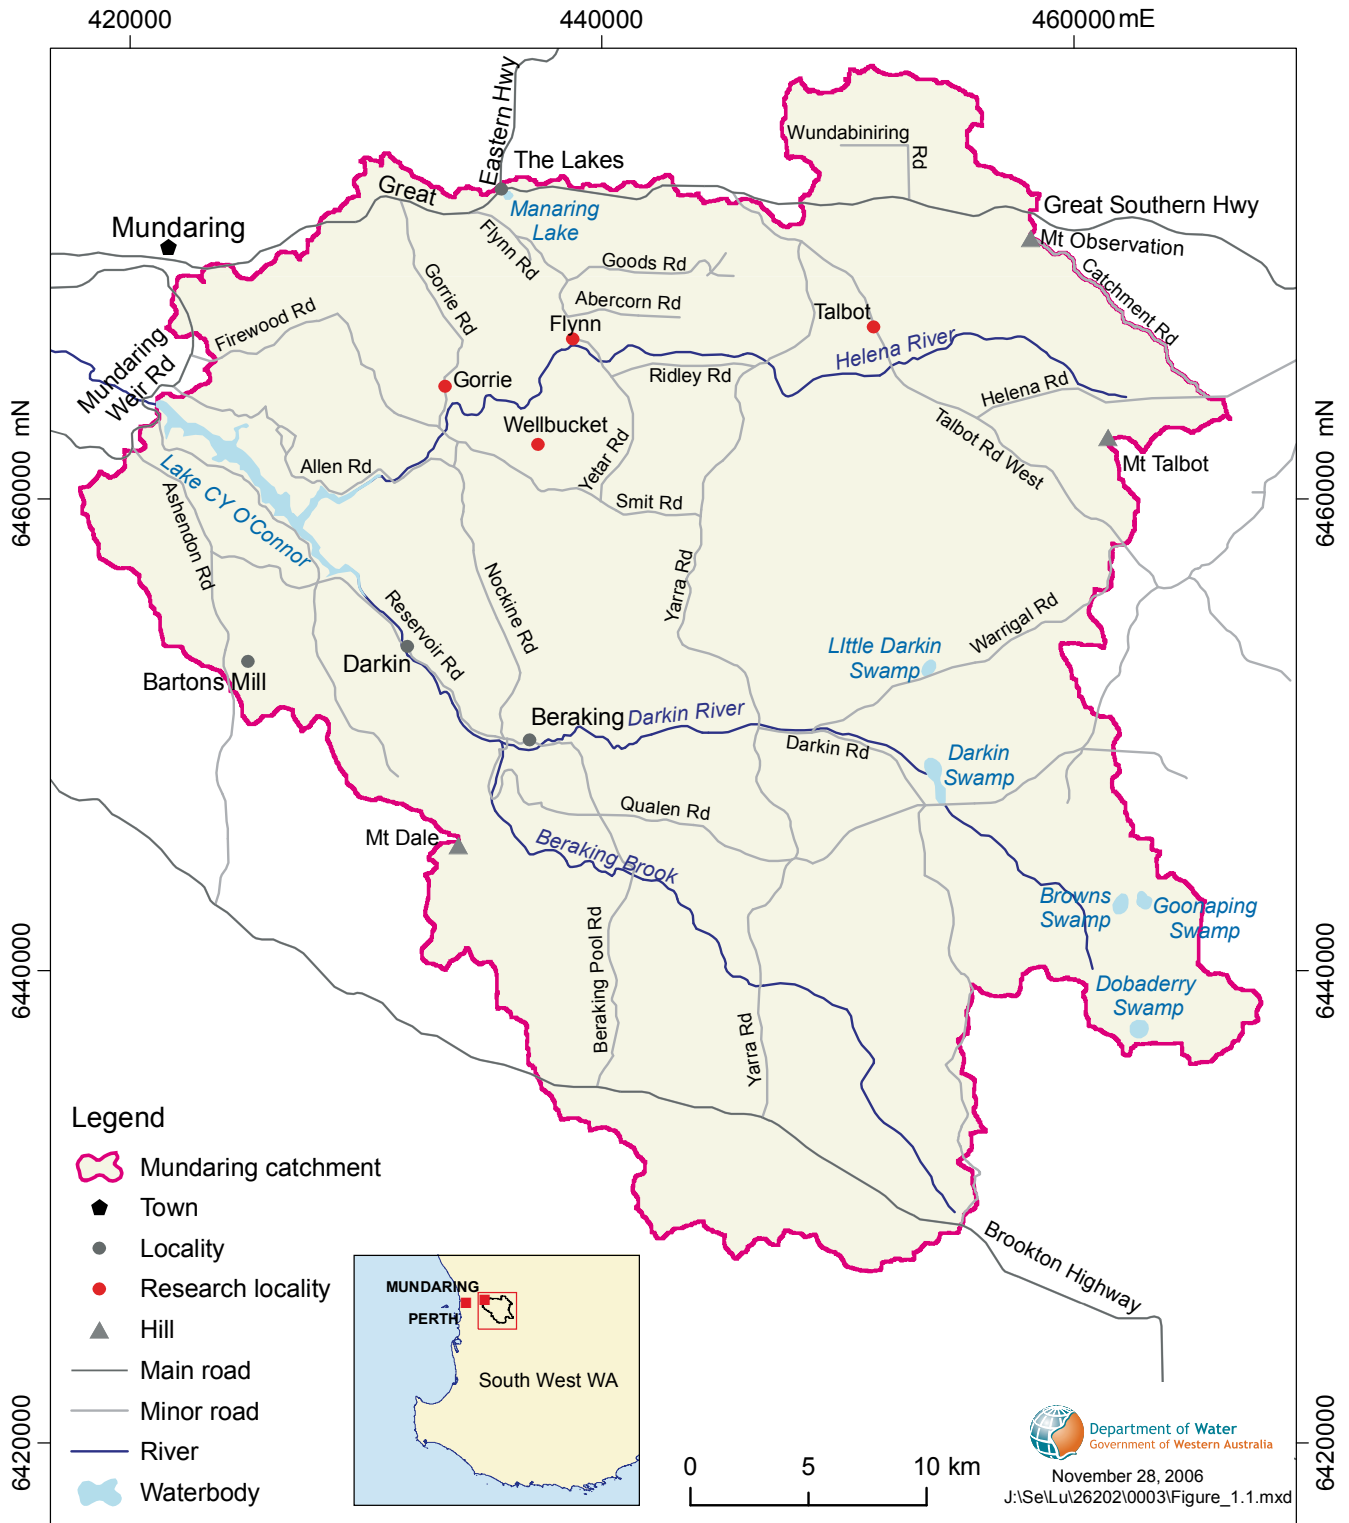 420000
440000
460000 mE
Eastern Hwy
The Lakes
Great
Manaring
Lake
Wundabiniring
Rd
Great Southern Hwy
Mt Observation
Catchment Rd
Mundaring
Flynn Rd
Goods Rd
Abercorn Rd
Gorrie Rd
Firewood Rd
Flynn
Talbot
Helena River
Ridley Rd
Helena Rd
Mundaring
Weir Rd
Gorrie
Wellbucket
Talbot Rd West
Mt Talbot
Allen Rd
Yetar Rd
Smit Rd
6460000 mN
6460000 mN
Lake CY O'Connor
Ashendon Rd
Nockine Rd
Yarra Rd
Reservoir Rd
Warrigal Rd
LIttle Darkin
Swamp
Darkin
Bartons Mill
Beraking
Darkin River
Darkin Rd
Darkin
Swamp
Qualen Rd
Mt Dale
Beraking Brook
Browns
Swamp
Goonaping
Swamp
Dobaderry
Swamp
6440000
6440000
Beraking Pool Rd
Yarra Rd
Brookton Highway
Legend
Mundaring catchment
Town
Locality
Research locality
Hill
Main road
Minor road
River
Waterbody
MUNDARING
PERTH
South West WA
0 5 10 km
6420000
6420000
Department of Water
Government of Western Australia
November 28, 2006
J:\Se\Lu\26202\0003\Figure_1.1.mxd